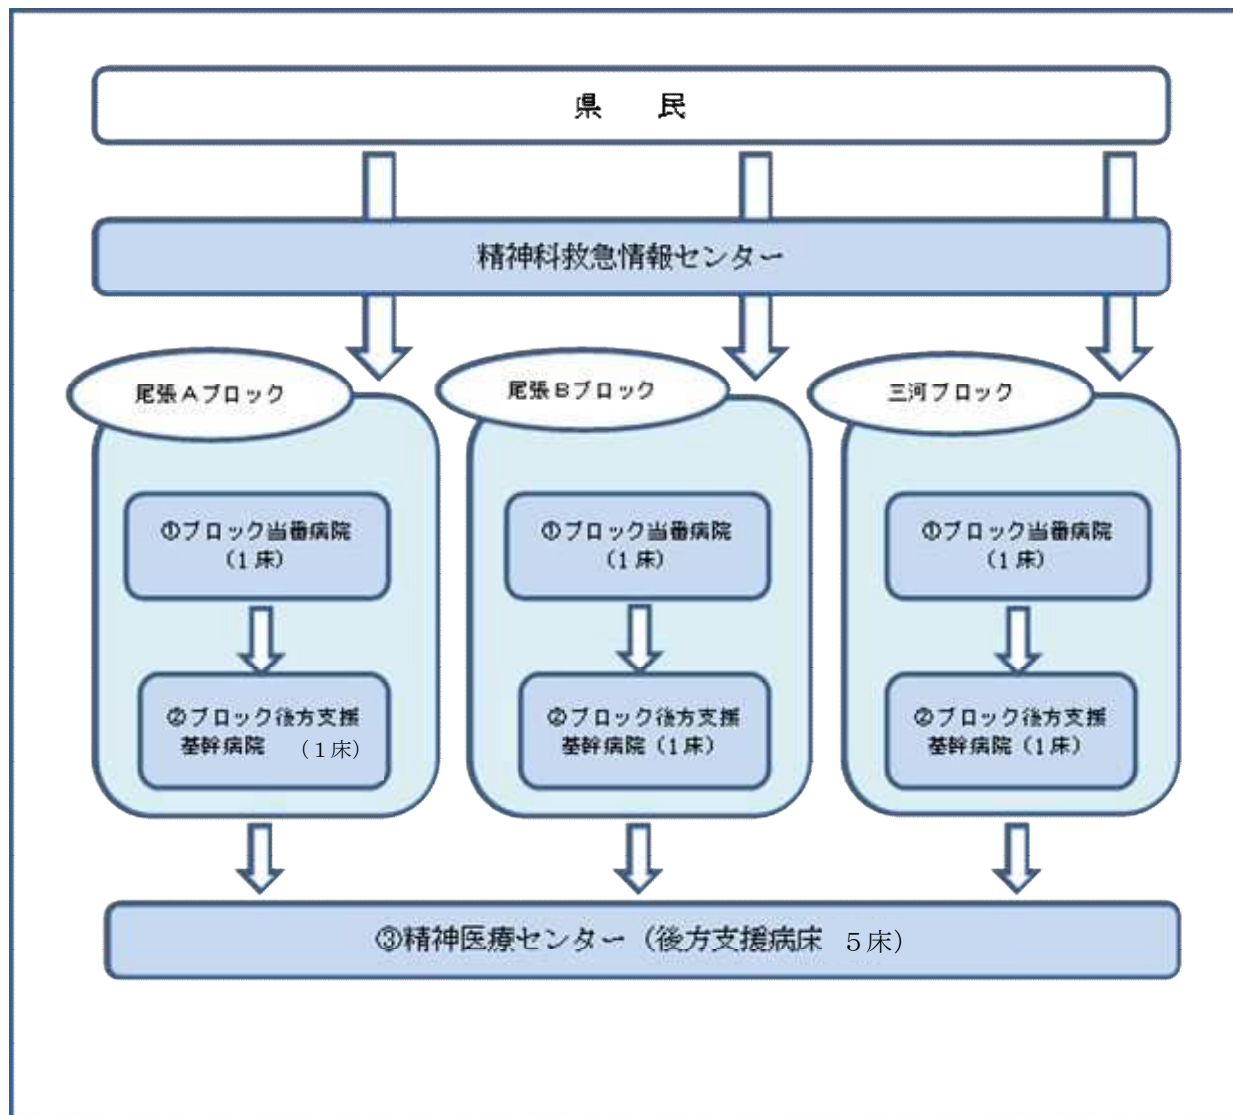 県　　民
精神科救急情報センター
尾張Aブロック
尾張Bブロック
三河ブロック
①ブロック当番病院
（1床）
②ブロック後方支援
基幹病院　（１床）
①ブロック当番病院
（1床）
②ブロック後方支援
基幹病院（1床）
①ブロック当番病院
（1床）
②ブロック後方支援
基幹病院（1床）
③精神医療センター（後方支援病床　５床）